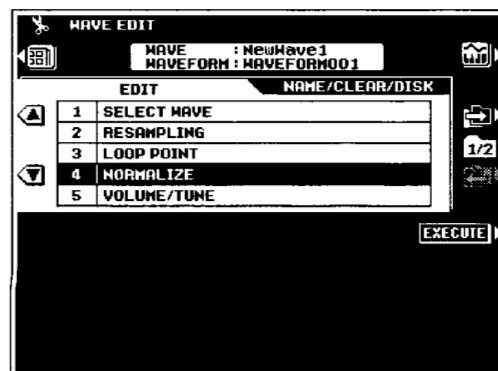 WAVE EDIT
WAVE : NewWave1
WAVEFORM : WAVEFORM001
EDIT NAME/CLEAR/DISK
1 SELECT WAVE
2 RESAMPLING
3 LOOP POINT
1/2
4 NORMALIZE
5 VOLUME/TUNE
EXECUTE